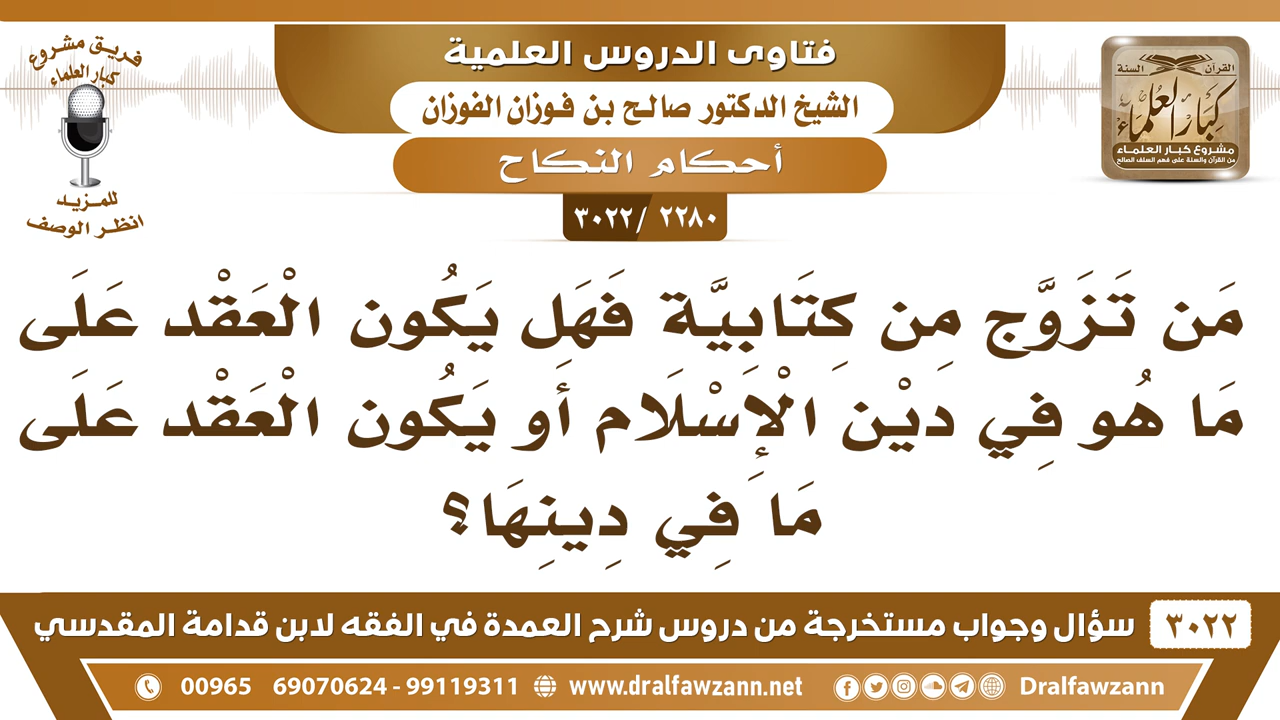 فتاوى الدروس العلمية
الشيخ الدكتور صالح بن فوزان الفوزان
أحكام النكاح
٢٢٨٠ / ٣٠٢٢
فريق مشروع
كبار العلماء
للمزيد
انظر الوصف
القرآن السنة
كبار العلماء
مشروع كبار العلماء
من القرآن والسنة على فهم السلف الصالح
مَن تَزَوَّج مِن كِتَابِيَّة فَهَل يَكُون الْعَقْد عَلَى
مَا هُو فِي دِيْن الْإِسْلَام أَو يَكُون الْعَقْد عَلَى
مَا فِي دِينِهَا؟
٣٠٢٢ سؤال وجواب مستخرجة من دروس شرح العمدة في الفقه لابن قدامة المقدسي
00965 69070624 - 99119311 www.dralfawzann.net Dralfawzann